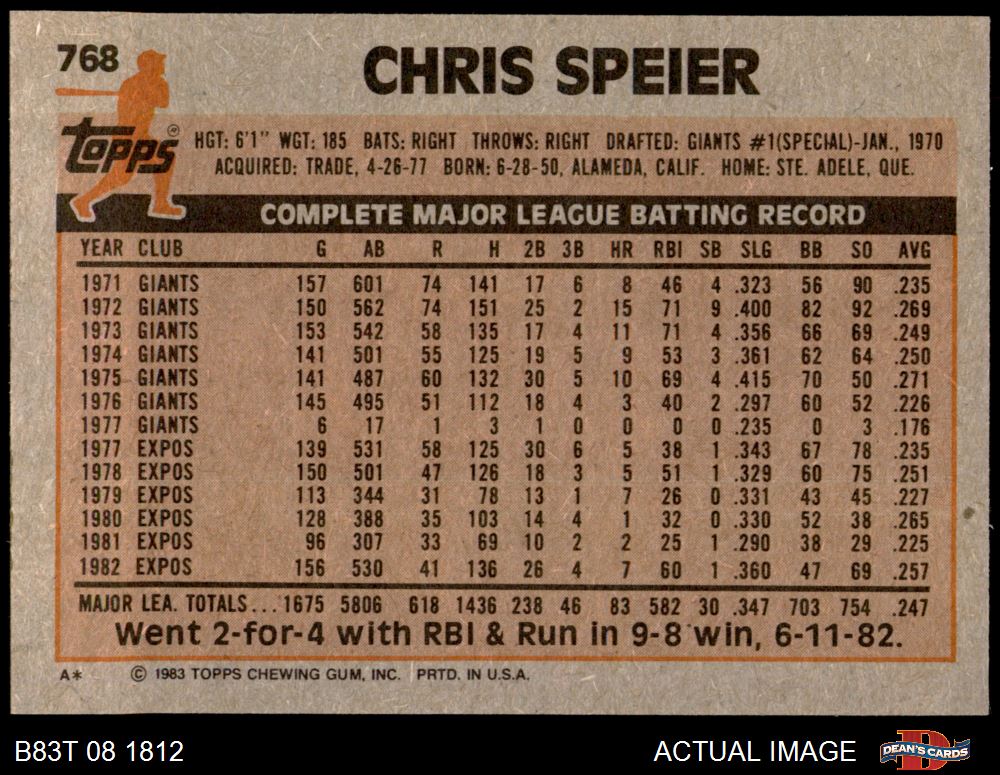 768
CHRIS SPEIER
topps®
HGT: 6'1" WGT: 185 BATS: RIGHT THROWS: RIGHT DRAFTED: GIANTS #1(SPECIAL)-JAN., 1970
ACQUIRED: TRADE, 4-26-77 BORN: 6-28-50, ALAMEDA, CALIF. HOME: STE. ADELE, QUE.
COMPLETE MAJOR LEAGUE BATTING RECORD
YEAR CLUB G AB R H 2B 3B HR RBI SB SLG BB SO AVG
1971 GIANTS 157 601 74 141 17 6 8 46 4 .323 56 90 .235
1972 GIANTS 150 562 74 151 25 2 15 71 9 .400 82 92 .269
1973 GIANTS 153 542 58 135 17 4 11 71 4 .356 66 69 .249
1974 GIANTS 141 501 55 125 19 5 9 53 3 .361 62 64 .250
1975 GIANTS 141 487 60 132 30 5 10 69 4 .415 70 50 .271
1976 GIANTS 145 495 51 112 18 4 3 40 2 .297 60 52 .226
1977 GIANTS 6 17 1 3 1 0 0 0 0 .235 0 3 .176
1977 EXPOS 139 531 58 125 30 6 5 38 1 .343 67 78 .235
1978 EXPOS 150 501 47 126 18 3 5 51 1 .329 60 75 .251
1979 EXPOS 113 344 31 78 13 1 7 26 0 .331 43 45 .227
1980 EXPOS 128 388 35 103 14 4 1 32 0 .330 52 38 .265
1981 EXPOS 96 307 33 69 10 2 2 25 1 .290 38 29 .225
1982 EXPOS 156 530 41 136 26 4 7 60 1 .360 47 69 .257
MAJOR LEA. TOTALS... 1675 5806 618 1436 238 46 83 582 30 .347 703 754 .247
Went 2-for-4 with RBI & Run in 9-8 win, 6-11-82.
A* © 1983 TOPPS CHEWING GUM, INC. PRTD. IN U.S.A.
B83T 08 1812 ACTUAL IMAGE DEAN'S CARDS